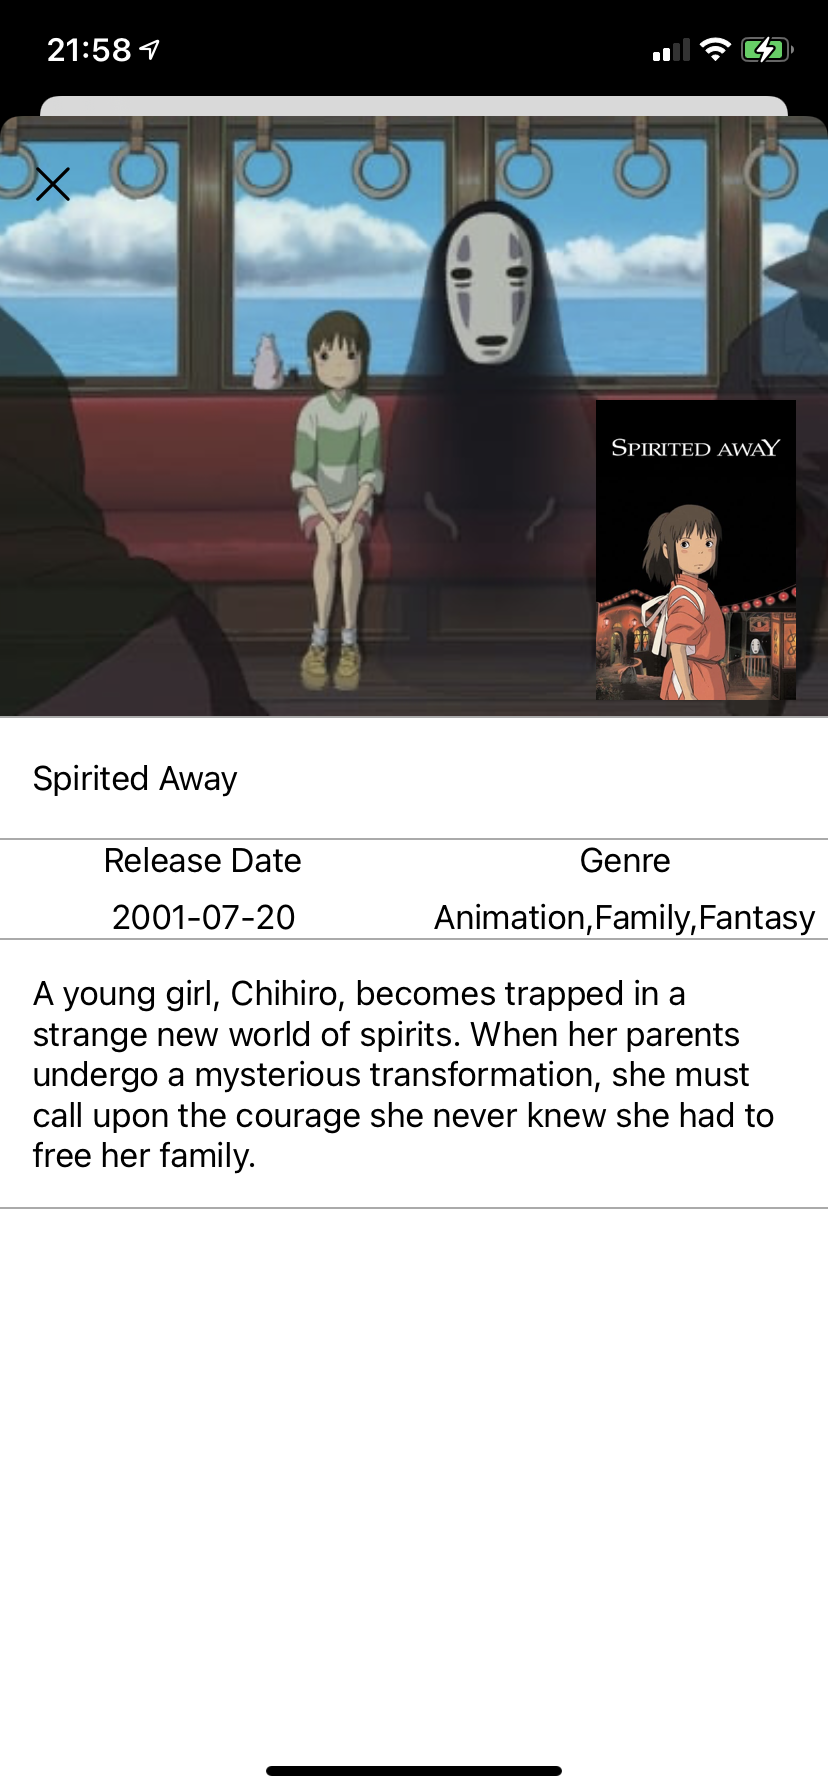 21:58
SPIRITED AWAY
Spirited Away
Release Date
Genre
2001-07-20
Animation,Family,Fantasy
A young girl, Chihiro, becomes trapped in a
strange new world of spirits. When her parents
undergo a mysterious transformation, she must
call upon the courage she never knew she had to
free her family.